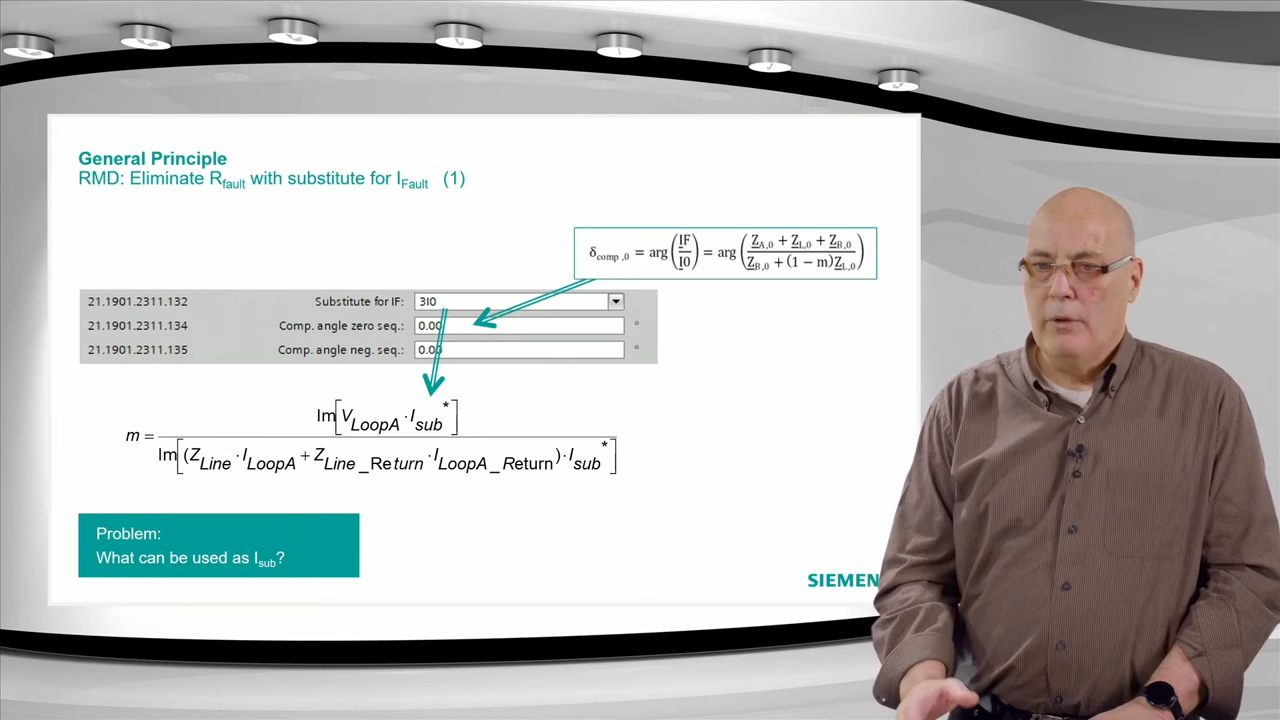 General Principle
RMD: Eliminate Rfault with substitute for IFault (1)
δcomp,0 = arg(IF/I0) = arg((ZA,0 + ZL,0 + ZB,0)/(ZB,0 + (1 − m)ZL,0))
21.1901.2311.132 Substitute for IF: 3I0
21.1901.2311.134 Comp. angle zero seq.: 0.00 °
21.1901.2311.135 Comp. angle neg. seq.: 0.00 °
m = Im[VLoopA · Isub*] / Im[(ZLine · ILoopA + ZLine_Return · ILoopA_Return) · Isub*]
Problem:
What can be used as Isub?
SIEMEN